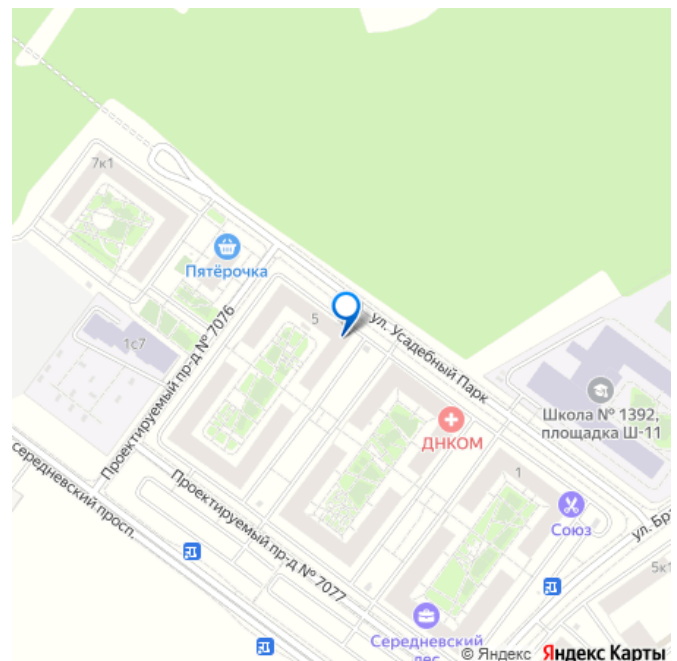 7к1
Пятёрочка
ул. Усадебный Парк
5
1с7
Проектируемый пр-д № 7076
Школа № 1392,
площадка Ш-11
ДНКОМ
1
Союз
середневский просп.
Проектируемый пр-д № 7077
ул. Бра
5к1
Середневский
лес
© Яндекс Яндекс Карты